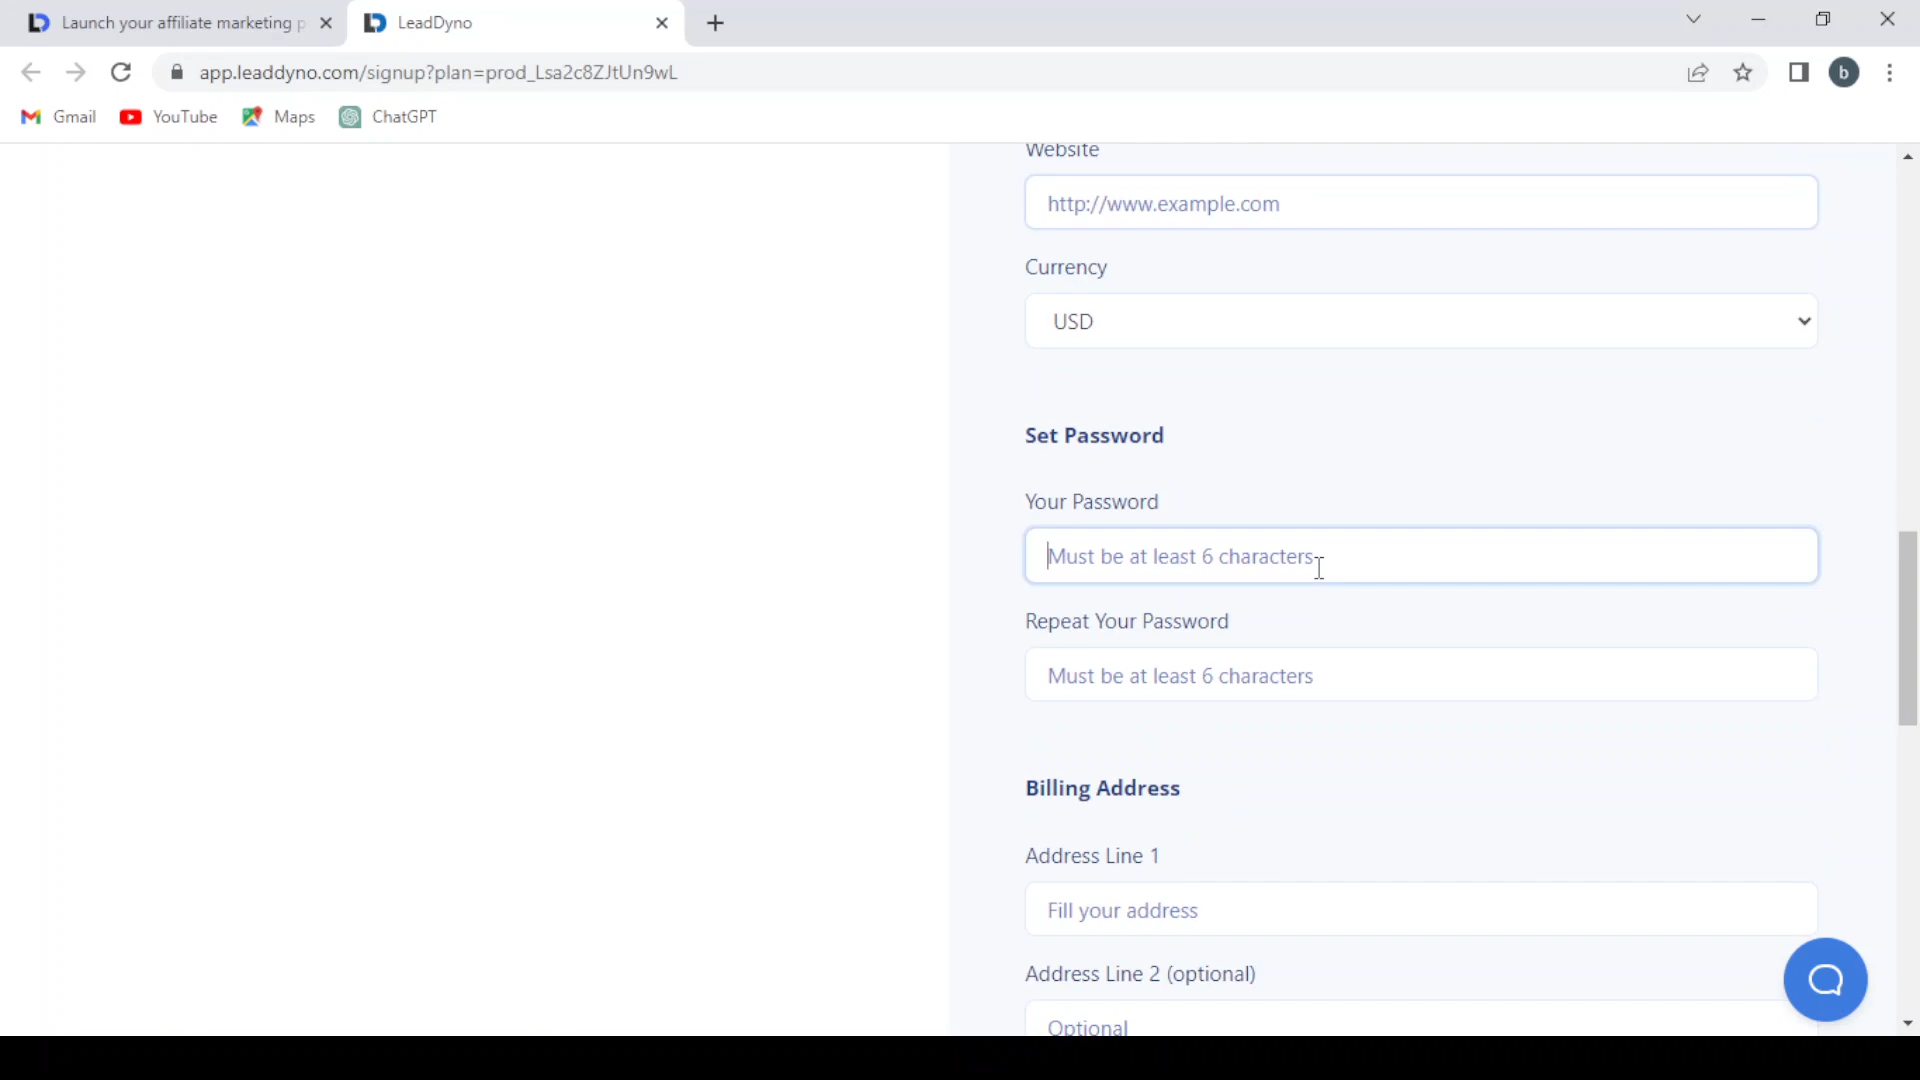 Launch your affiliate marketing p
LeadDyno
app.leaddyno.com/signup?plan=prod_Lsa2c8ZJtUn9wL
b
Gmail
YouTube
Maps
ChatGPT
Website
http://www.example.com
Currency
USD
Set Password
Your Password
Must be at least 6 characters
Repeat Your Password
Must be at least 6 characters
Billing Address
Address Line 1
Fill your address
Address Line 2 (optional)
Optional